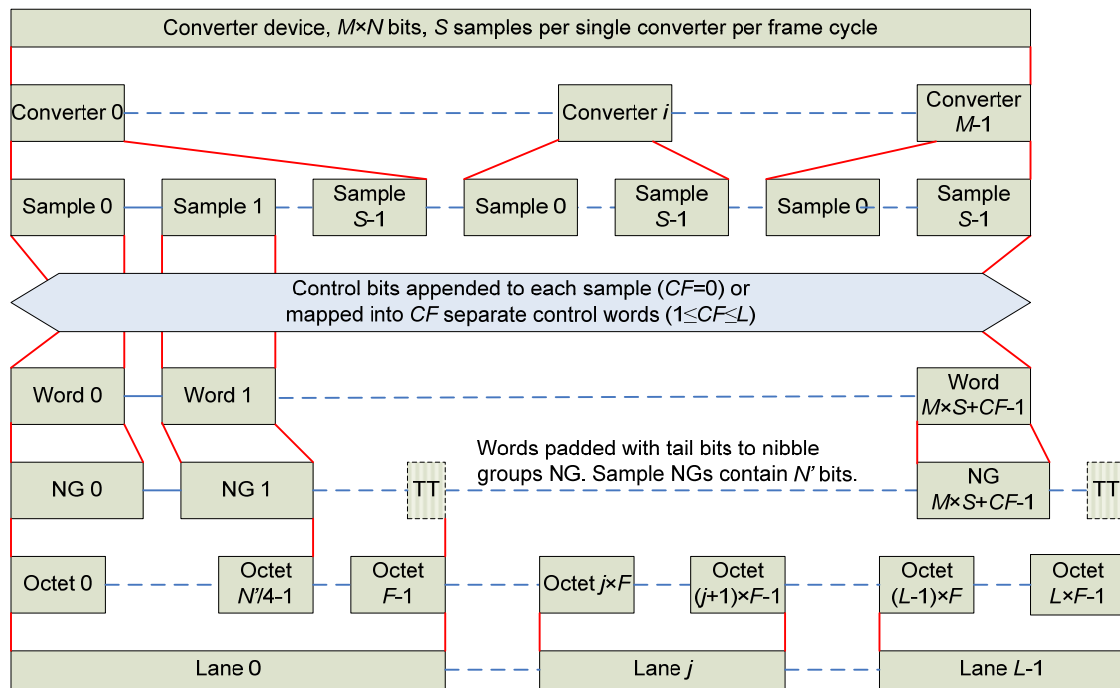 Converter device, M×N bits, S samples per single converter per frame cycle
Converter 0
Converter i
Converter
M-1
Sample 0
Sample 1
Sample
S-1
Sample 0
Sample
S-1
Sample 0
Sample
S-1
Control bits appended to each sample (CF=0) or
mapped into CF separate control words (1≤CF≤L)
Word 0
Word 1
Word
M×S+CF-1
Words padded with tail bits to nibble
groups NG. Sample NGs contain N' bits.
NG 0
NG 1
TT
NG
M×S+CF-1
TT
Octet 0
Octet
N'/4-1
Octet
F-1
Octet j×F
Octet
(j+1)×F-1
Octet
(L-1)×F
Octet
L×F-1
Lane 0
Lane j
Lane L-1